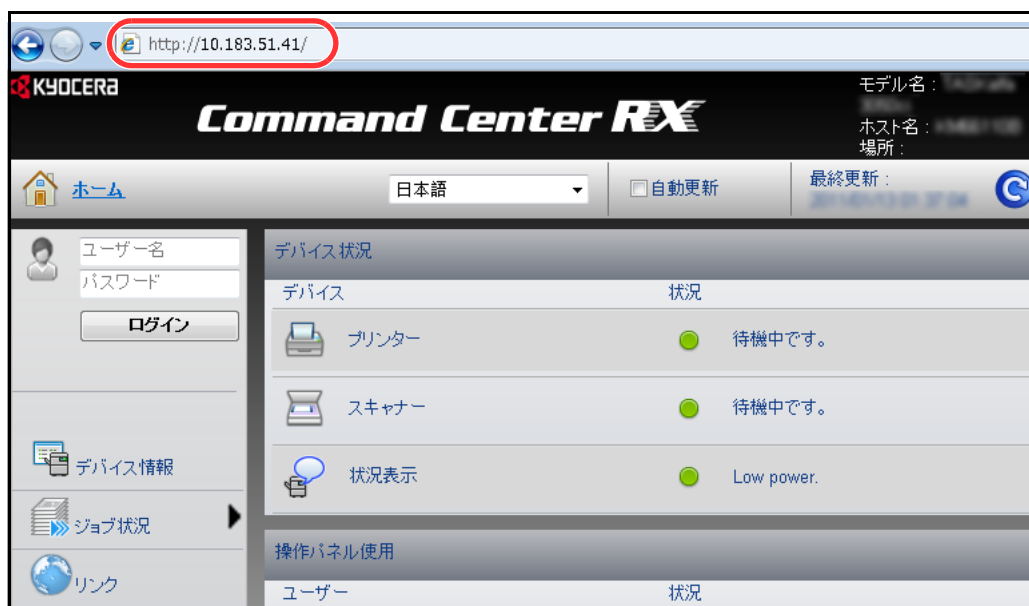 http://10.183.51.41/
KYOCERA
Command Center RX
モデル名 :
ホスト名 :
場所 :
ホーム
日本語
自動更新
最終更新 :
ユーザー名
パスワード
ログイン
デバイス情報
ジョブ状況
リンク
デバイス状況
デバイス 状況
プリンター 待機中です。
スキャナー 待機中です。
状況表示 Low power.
操作パネル使用
ユーザー 状況